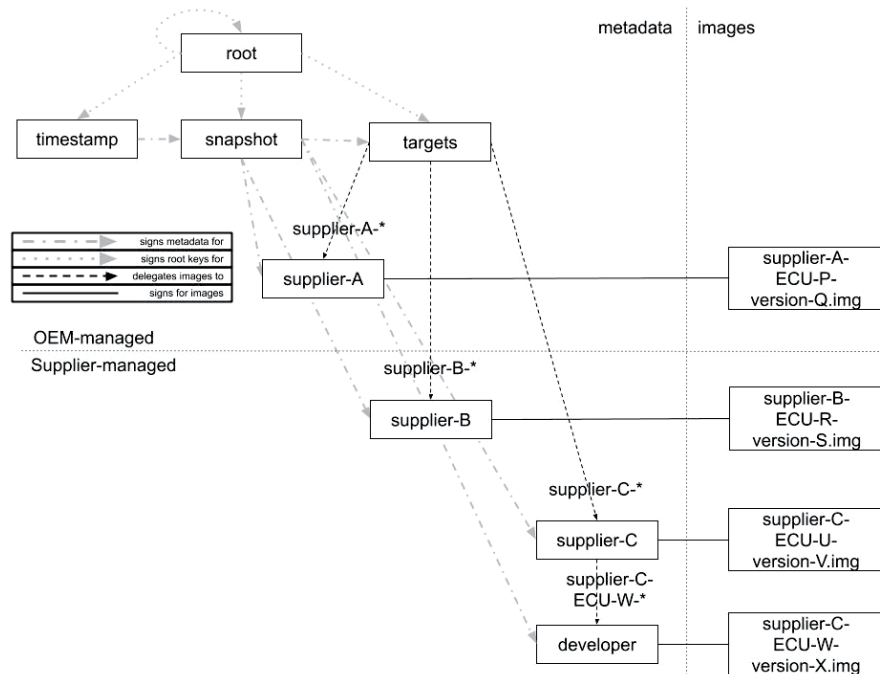 metadata
images
root
timestamp
snapshot
targets
supplier-A-*
signs metadata for
signs root keys for
delegates images to
signs for images
supplier-A
supplier-A-
ECU-P-
version-Q.img
OEM-managed
Supplier-managed
supplier-B-*
supplier-B
supplier-B-
ECU-R-
version-S.img
supplier-C-*
supplier-C
supplier-C-
ECU-U-
version-V.img
supplier-C-
ECU-W-*
developer
supplier-C-
ECU-W-
version-X.img